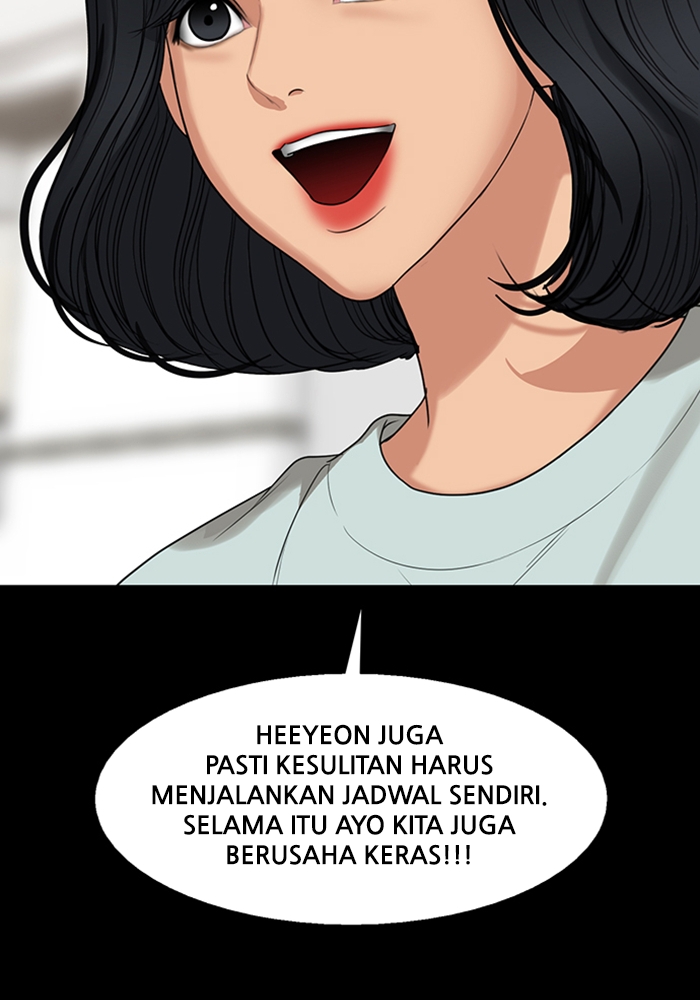 HEEYEON JUGA
PASTI KESULITAN HARUS
MENJALANKAN JADWAL SENDIRI.
SELAMA ITU AYO KITA JUGA
BERUSAHA KERAS!!!